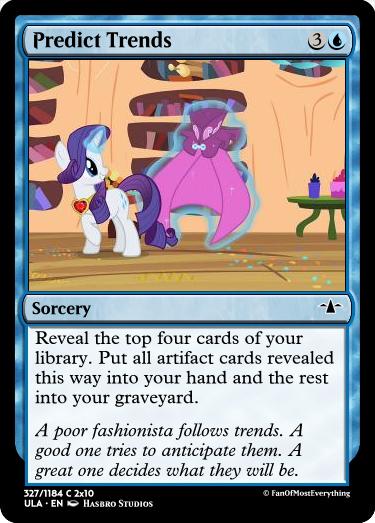 Predict Trends 3
Sorcery
Reveal the top four cards of your
library. Put all artifact cards revealed
this way into your hand and the rest
into your graveyard.
A poor fashionista follows trends. A
good one tries to anticipate them. A
great one decides what they will be.
327/1184 C 2x10 © FanOfMostEverything
ULA • EN Hasbro Studios